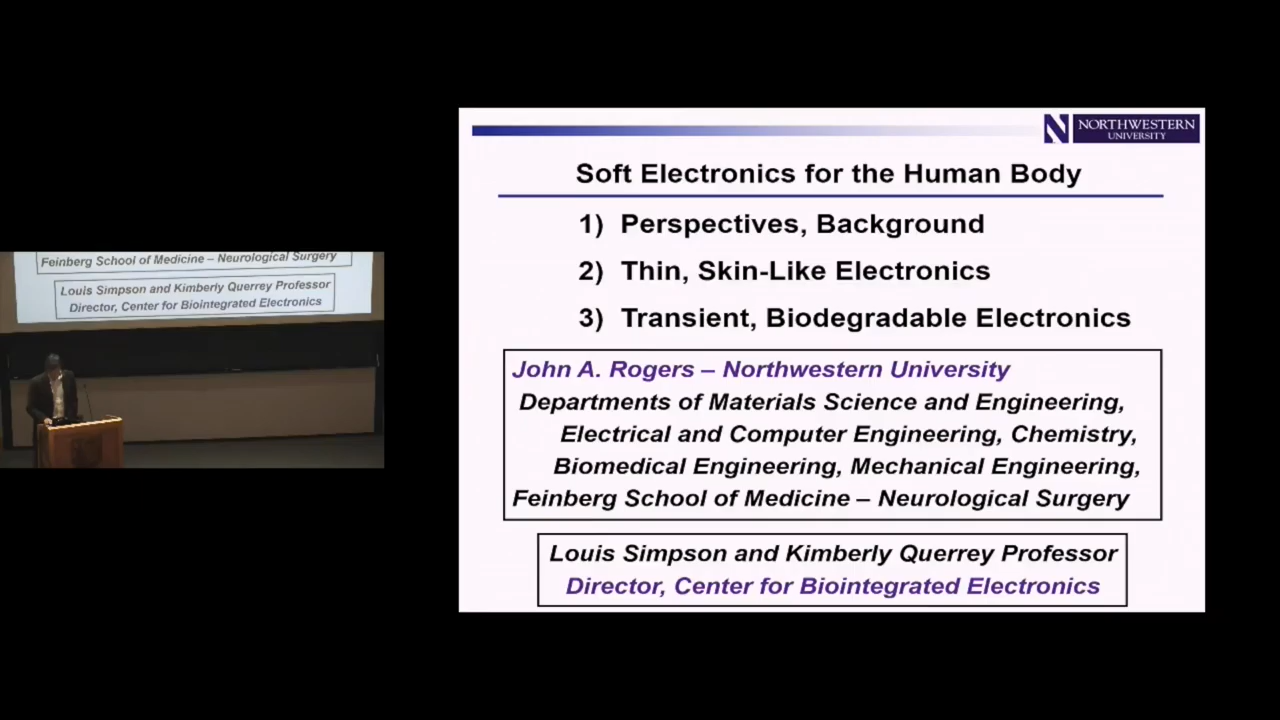 NORTHWESTERN
UNIVERSITY
Soft Electronics for the Human Body
1) Perspectives, Background
2) Thin, Skin-Like Electronics
3) Transient, Biodegradable Electronics
John A. Rogers – Northwestern University
Departments of Materials Science and Engineering,
Electrical and Computer Engineering, Chemistry,
Biomedical Engineering, Mechanical Engineering,
Feinberg School of Medicine – Neurological Surgery
Louis Simpson and Kimberly Querrey Professor
Director, Center for Biointegrated Electronics
Feinberg School of Medicine – Neurological Surgery
Louis Simpson and Kimberly Querrey Professor
Director, Center for Biointegrated Electronics